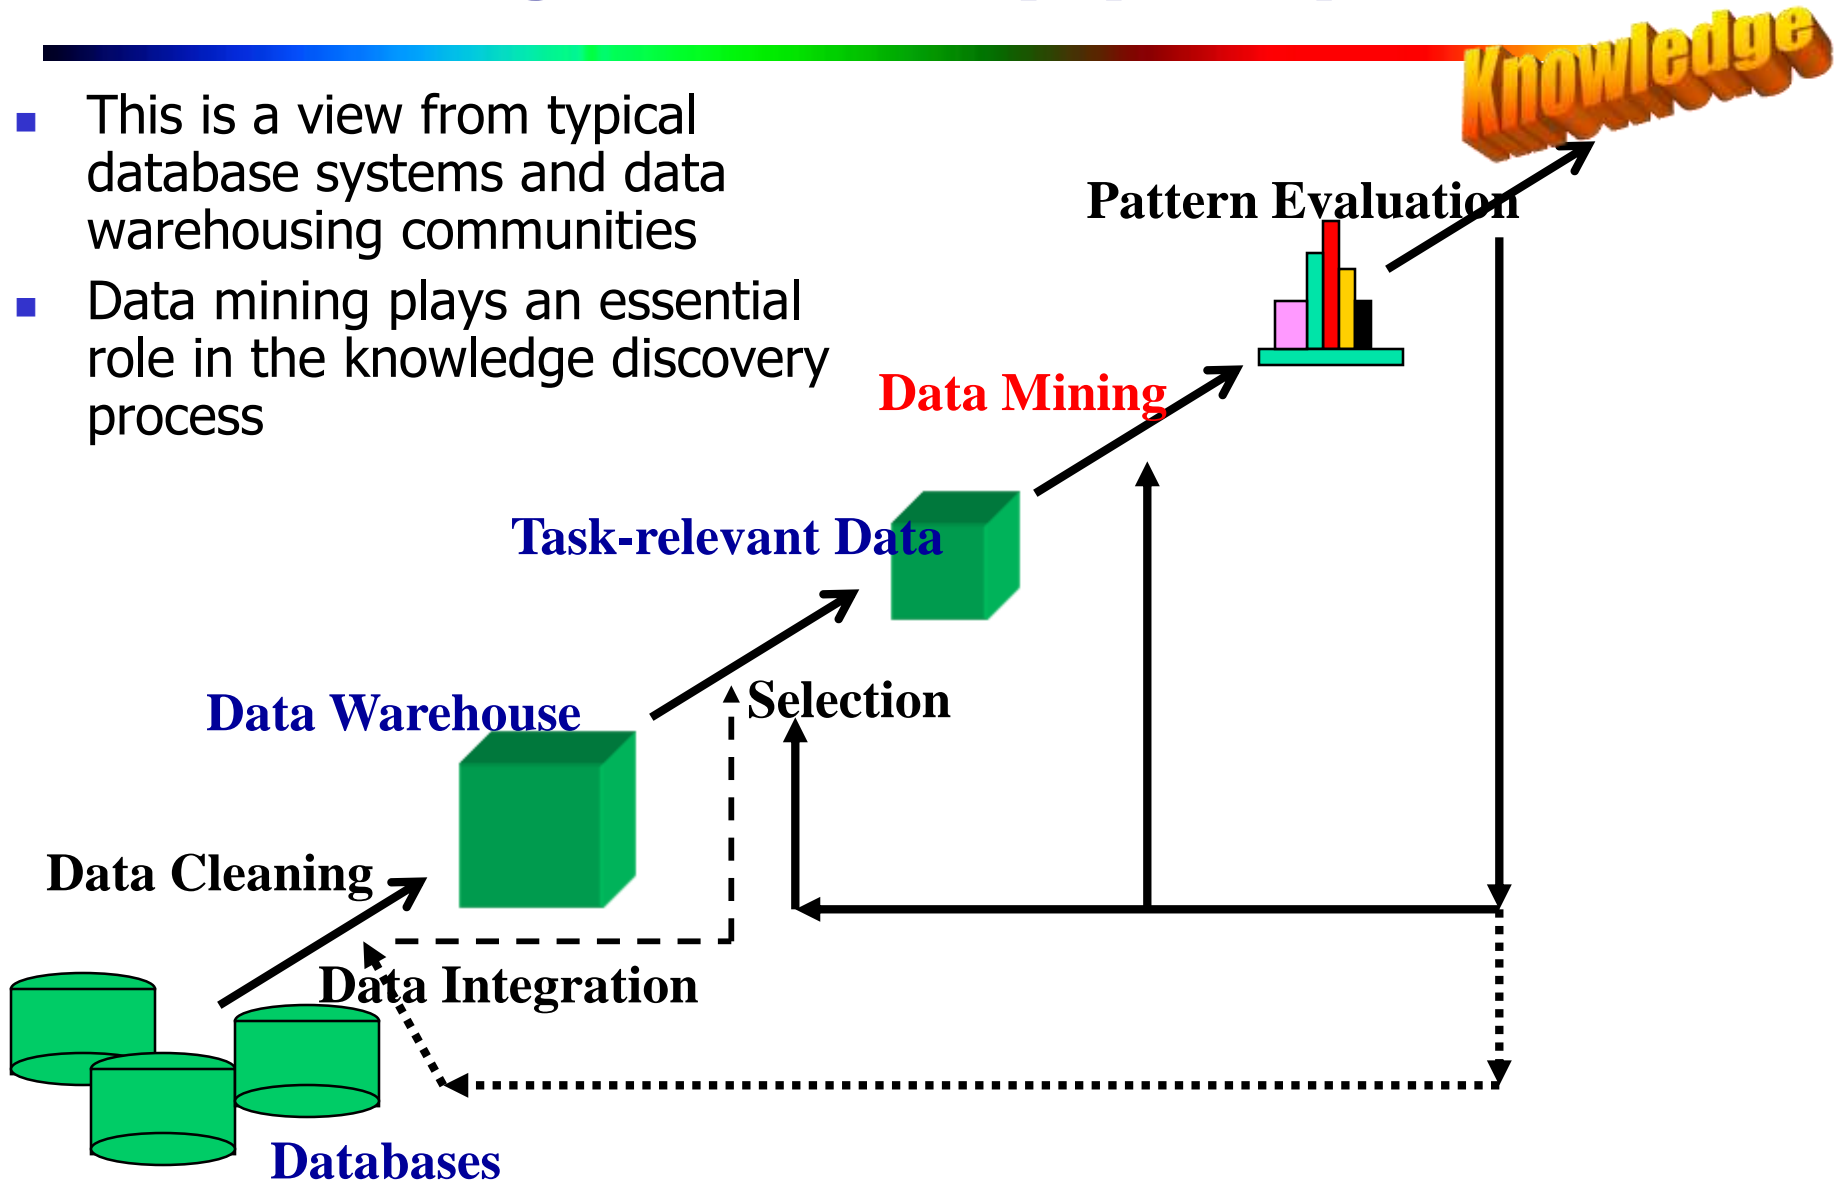 Knowledge
This is a view from typical
database systems and data
warehousing communities
Data mining plays an essential
role in the knowledge discovery
process
Pattern Evaluation
Data Mining
Task-relevant Data
Selection
Data Warehouse
Data Cleaning
Data Integration
Databases